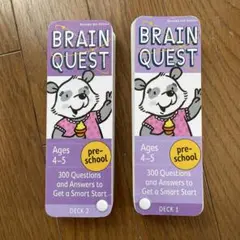 BRAIN
QUEST
Ages
4-5
pre-
school
300 Questions
and Answers to
Get a Smart Start
DECK 2
BRAIN
QUEST
Ages
4-5
pre-
school
300 Questions
and Answers to
Get a Smart Start
DECK 1